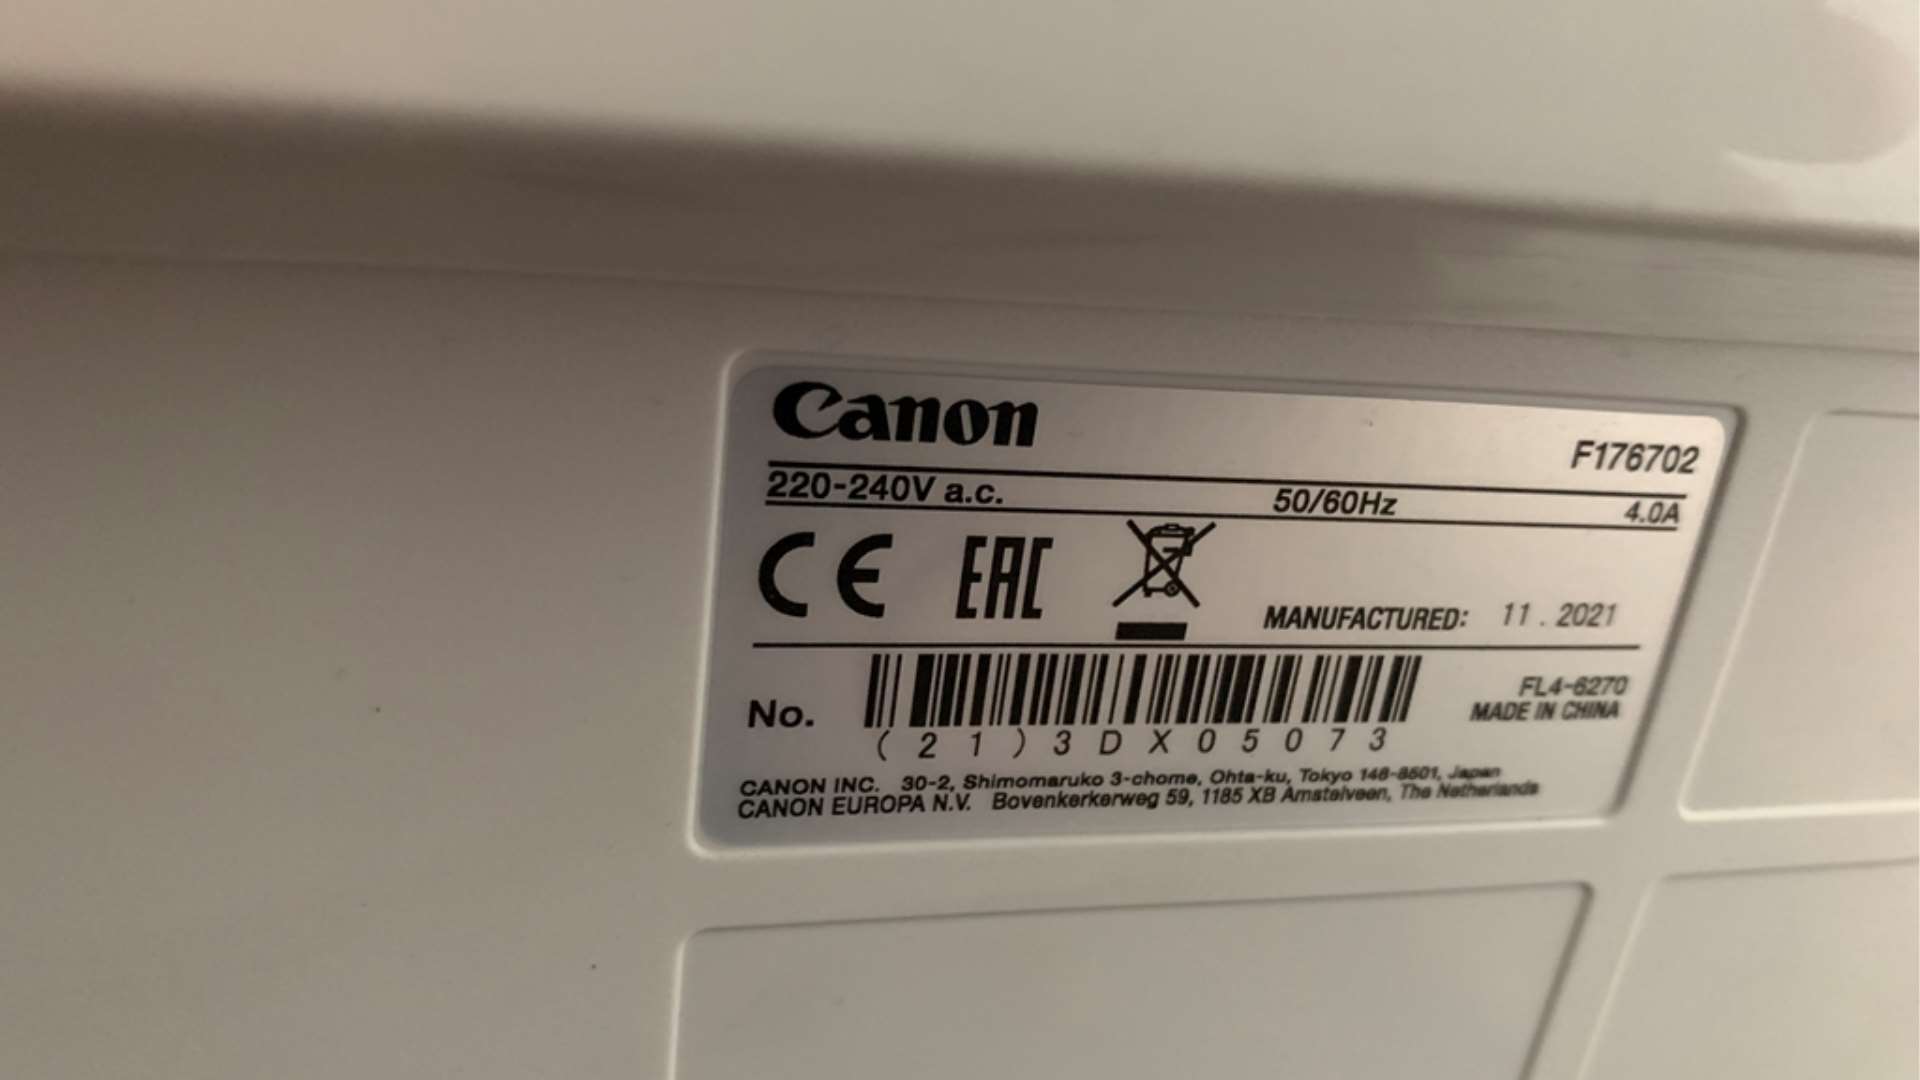 Canon
F176702
220-240V a.c. 50/60Hz 4.0A
CE EAC
MANUFACTURED: 11 . 2021
No.
(21)3DX05073
FL4-6270
MADE IN CHINA
CANON INC. 30-2, Shimomaruko 3-chome, Ohta-ku, Tokyo 146-8501, Japan
CANON EUROPA N.V. Bovenkerkerweg 59, 1185 XB Amstelveen, The Netherlands